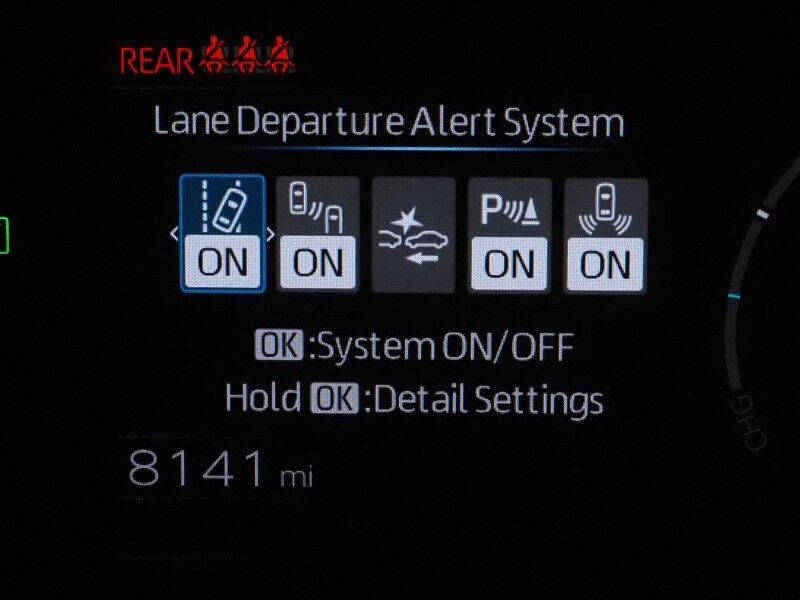 REAR
Lane Departure Alert System
ON ON P ON ON
OK :System ON/OFF
Hold OK :Detail Settings
8141 mi
CHG